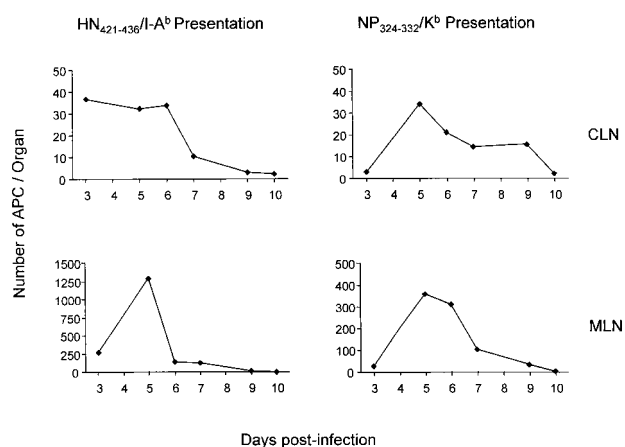 HN421-436/I-Ab Presentation
NP324-332/Kb Presentation
50
40
30
20
10
0
3 4 5 6 7 8 9 10
50
40
30
20
10
0
3 4 5 6 7 8 9 10
CLN
Number of APC / Organ
1500
1250
1000
750
500
250
0
3 4 5 6 7 8 9 10
500
400
300
200
100
0
3 4 5 6 7 8 9 10
MLN
Days post-infection